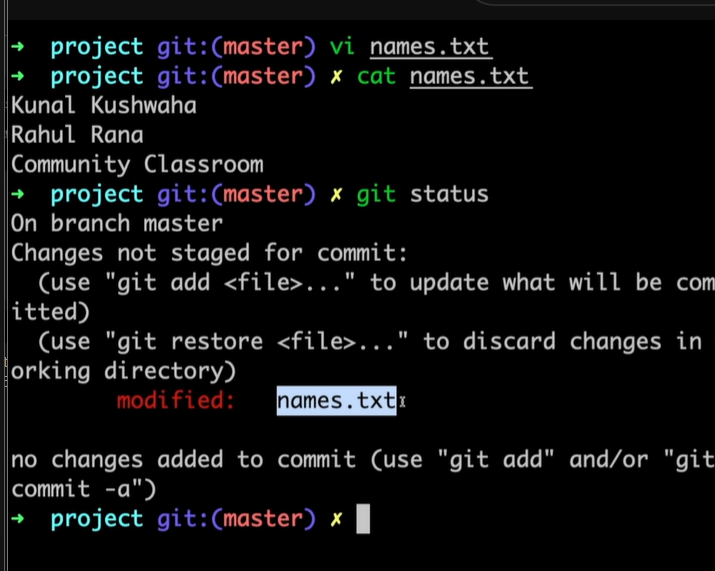 ➜  project git:(master) vi names.txt
➜  project git:(master) ✗ cat names.txt
Kunal Kushwaha
Rahul Rana
Community Classroom
➜  project git:(master) ✗ git status
On branch master
Changes not staged for commit:
  (use "git add <file>..." to update what will be com
itted)
  (use "git restore <file>..." to discard changes in
orking directory)
        modified:   names.txt

no changes added to commit (use "git add" and/or "git
commit -a")
➜  project git:(master) ✗